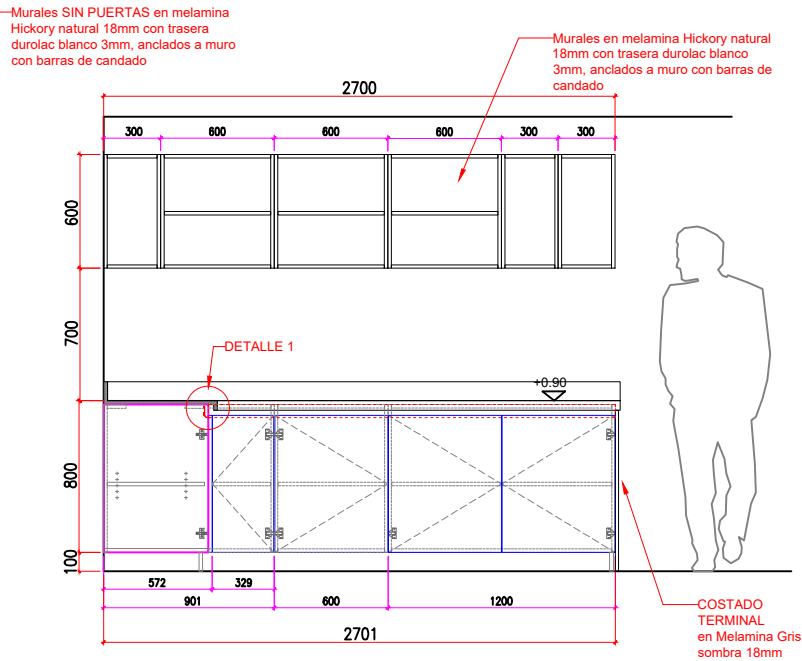 Murales SIN PUERTAS en melamina
Hickory natural 18mm con trasera
durolac blanco 3mm, anclados a muro
con barras de candado
Murales en melamina Hickory natural
18mm con trasera durolac blanco
3mm, anclados a muro con barras de
candado
2700
300
600
600
600
300
300
600
700
DETALLE 1
+0.90
800
100
572
329
901
600
1200
2701
COSTADO
TERMINAL
en Melamina Gris
sombra 18mm